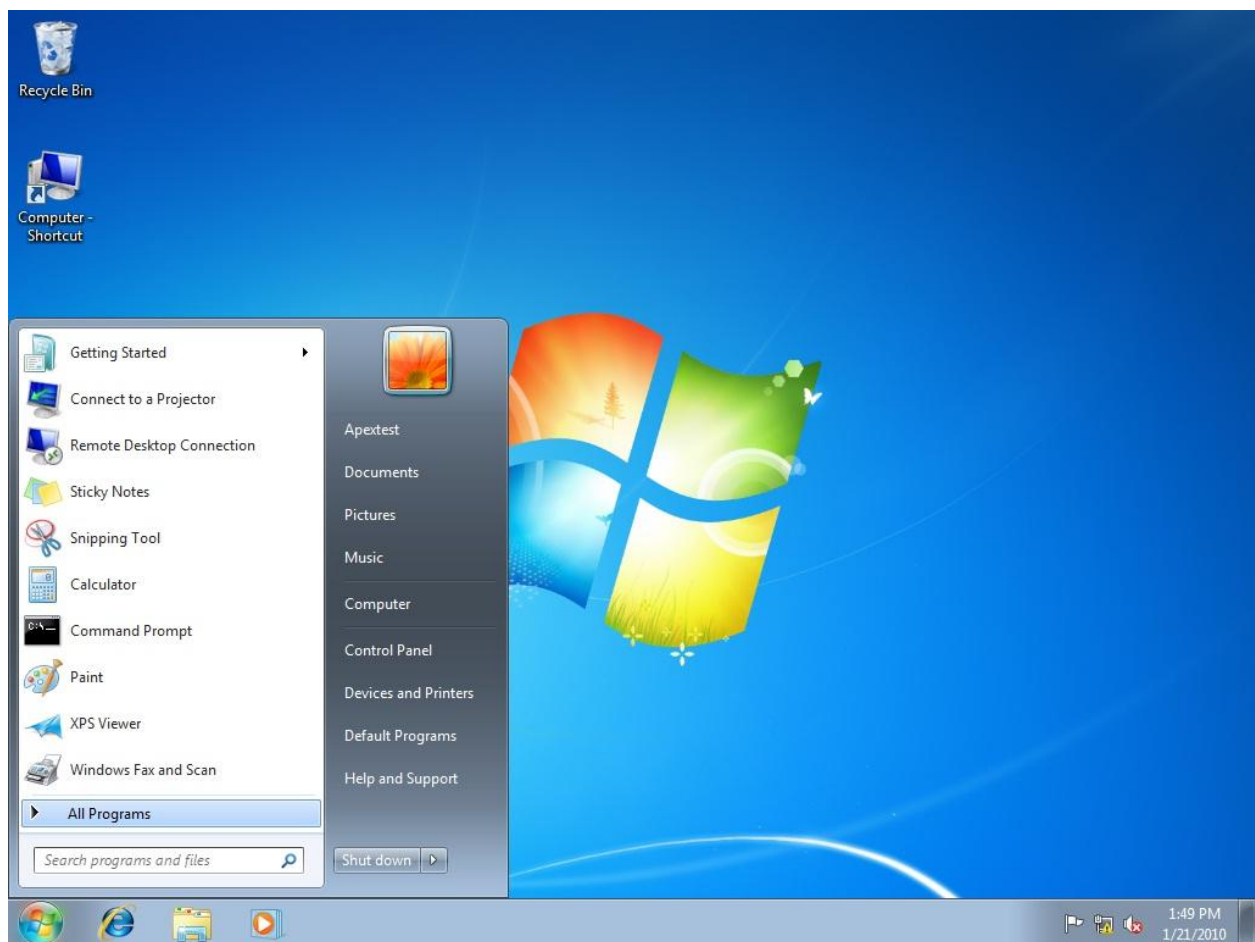 Recycle Bin
Computer -
Shortcut
Getting Started
Connect to a Projector
Remote Desktop Connection
Sticky Notes
Snipping Tool
Calculator
C:\
Command Prompt
Paint
XPS Viewer
Windows Fax and Scan
All Programs
Search programs and files
Apextest
Documents
Pictures
Music
Computer
Control Panel
Devices and Printers
Default Programs
Help and Support
Shut down
1:49 PM
1/21/2010